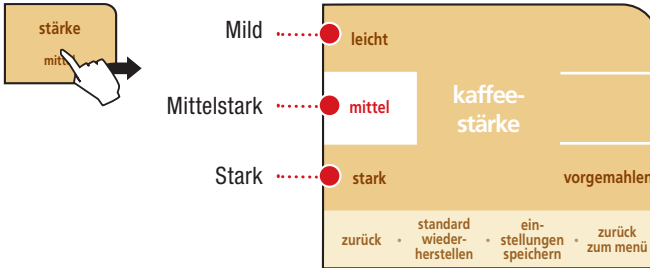 stärke
mittel
Mild
leicht
Mittelstark
mittel
kaffee-
stärke
Stark
stark
vorgemahlen
zurück • standard wieder- herstellen • ein- stellungen speichern • zurück zum menü